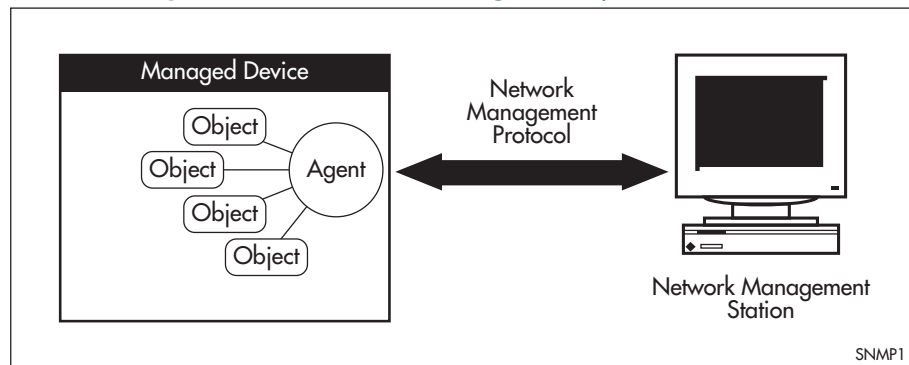 Managed Device
Object
Object
Object
Object
Agent
Network
Management
Protocol
Network Management
Station
SNMP1